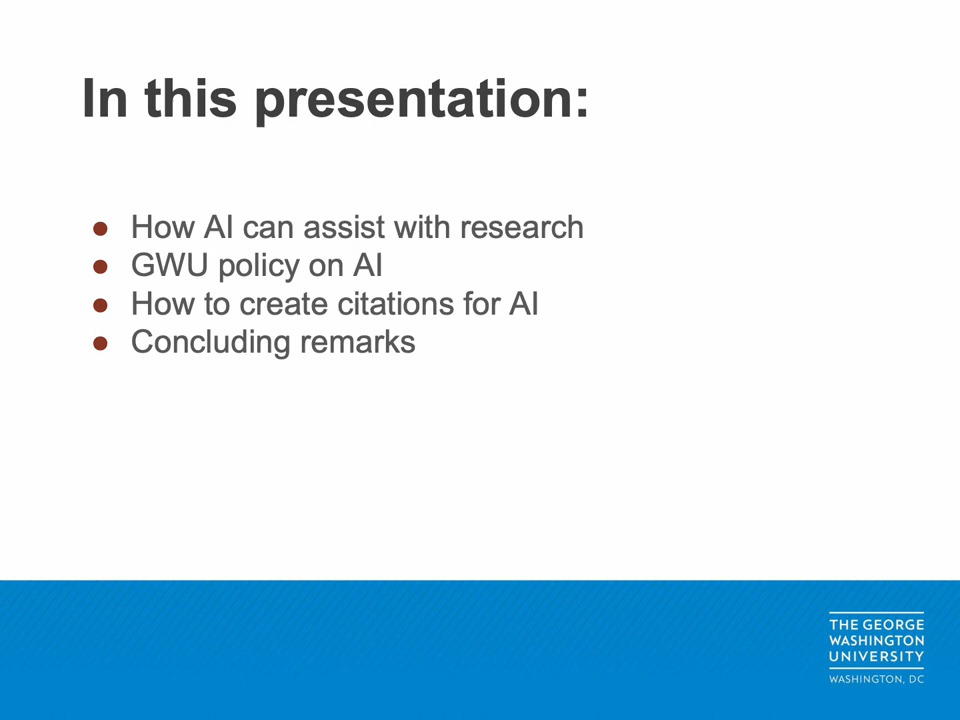 In this presentation:
● How AI can assist with research
● GWU policy on AI
● How to create citations for AI
● Concluding remarks
THE GEORGE
WASHINGTON
UNIVERSITY
WASHINGTON, DC